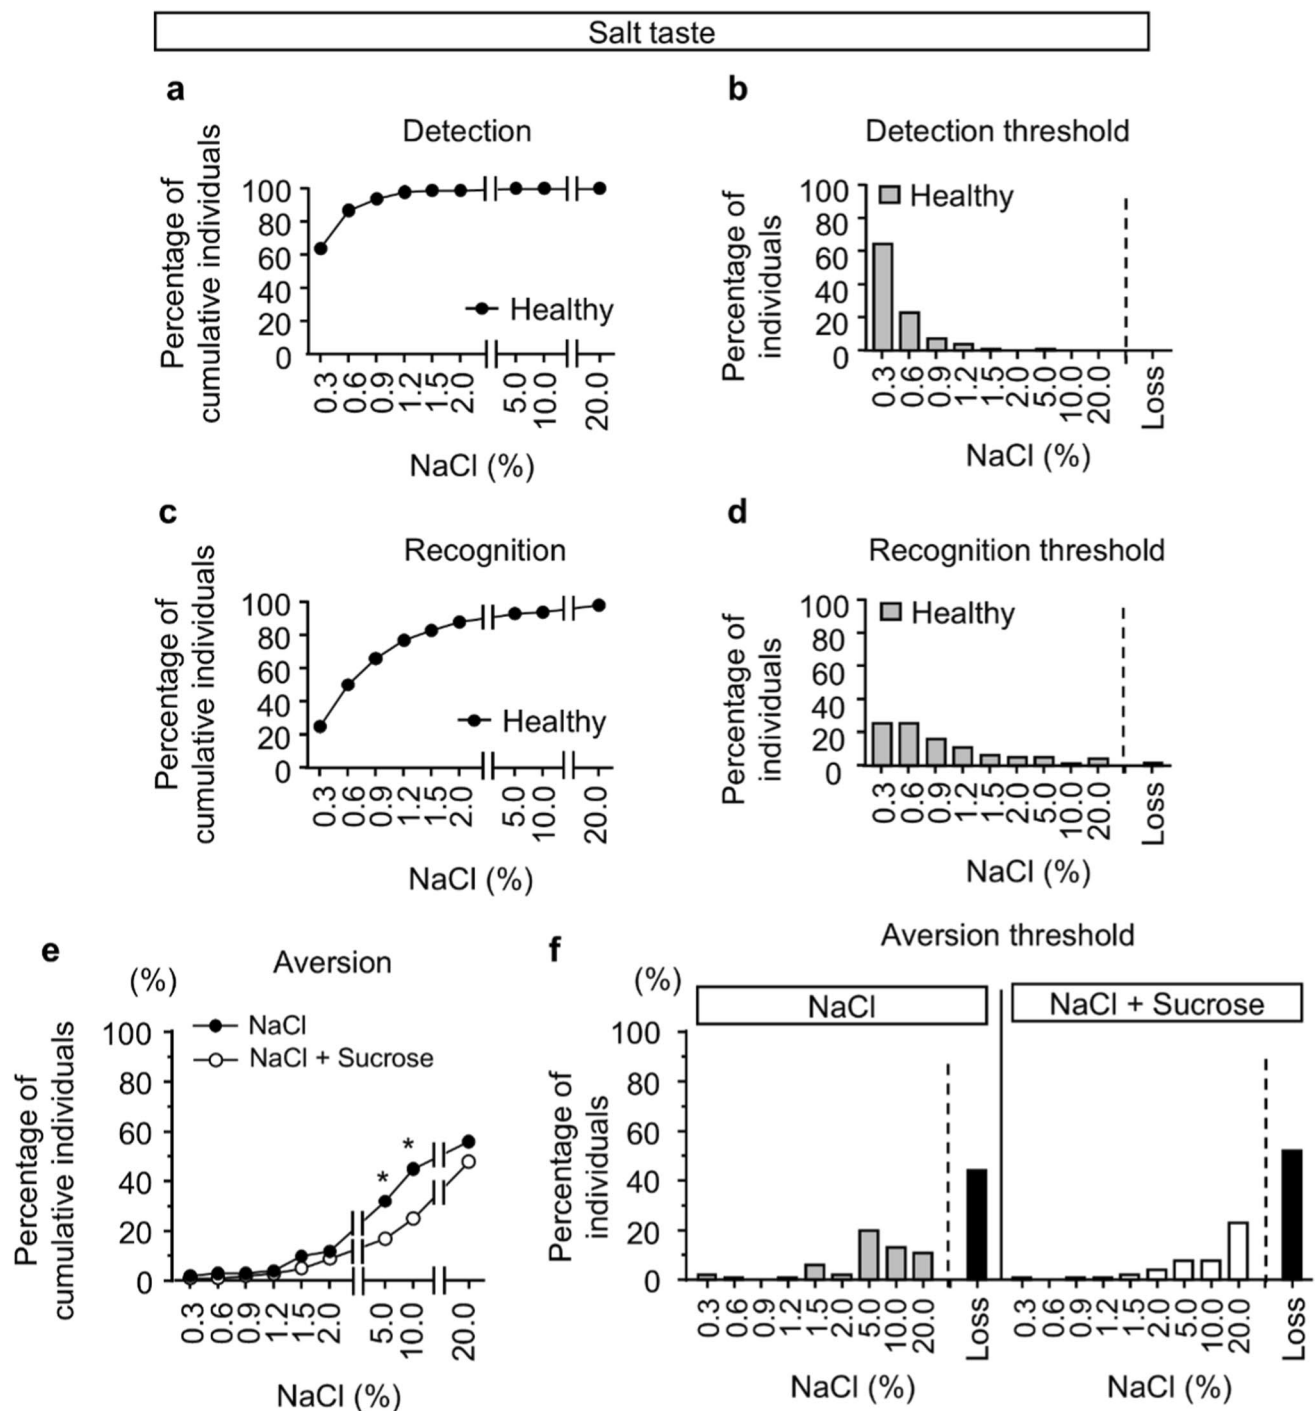 Salt taste
a
Detection
Percentage of
cumulative individuals
100
80
60
40
20
0
Healthy
0.3
0.6
0.9
1.2
1.5
2.0
5.0
10.0
20.0
NaCl (%)
b
Detection threshold
Percentage of
individuals
100
80
60
40
20
0
Healthy
0.3
0.6
0.9
1.2
1.5
2.0
5.0
10.0
20.0
Loss
NaCl (%)
c
Recognition
Percentage of
cumulative individuals
100
80
60
40
20
0
Healthy
0.3
0.6
0.9
1.2
1.5
2.0
5.0
10.0
20.0
NaCl (%)
d
Recognition threshold
Percentage of
individuals
100
80
60
40
20
0
Healthy
0.3
0.6
0.9
1.2
1.5
2.0
5.0
10.0
20.0
Loss
NaCl (%)
e
Aversion
(%)
Percentage of
cumulative individuals
100
80
60
40
20
0
NaCl
NaCl + Sucrose
*
*
0.3
0.6
0.9
1.2
1.5
2.0
5.0
10.0
20.0
NaCl (%)
f
Aversion threshold
(%)
Percentage of
individuals
100
80
60
40
20
0
NaCl
0.3
0.6
0.9
1.2
1.5
2.0
5.0
10.0
20.0
Loss
NaCl (%)
NaCl + Sucrose
0.3
0.6
0.9
1.2
1.5
2.0
5.0
10.0
20.0
Loss
NaCl (%)